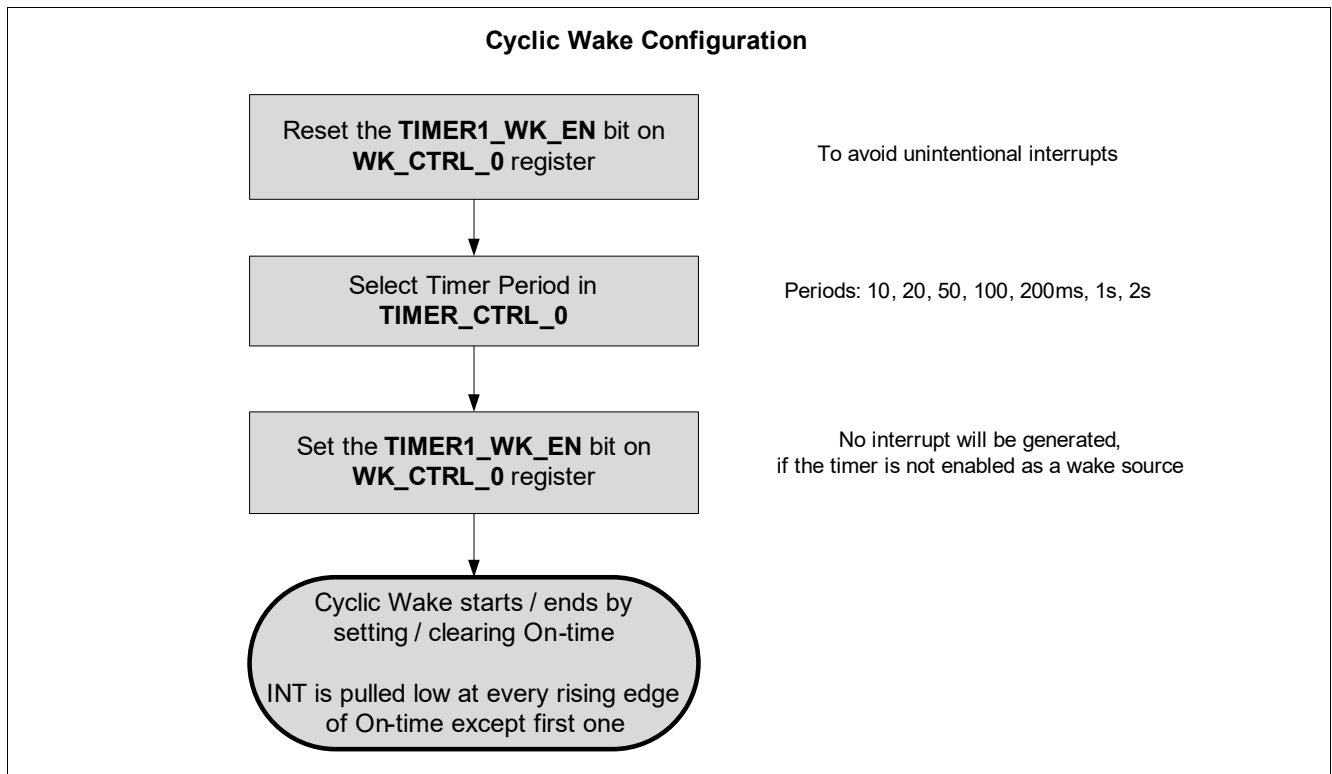 Cyclic Wake Configuration
Reset the TIMER1_WK_EN bit on
WK_CTRL_0 register
To avoid unintentional interrupts
Select Timer Period in
TIMER_CTRL_0
Periods: 10, 20, 50, 100, 200ms, 1s, 2s
Set the TIMER1_WK_EN bit on
WK_CTRL_0 register
No interrupt will be generated,
if the timer is not enabled as a wake source
Cyclic Wake starts / ends by
setting / clearing On-time
INT is pulled low at every rising edge
of On-time except first one